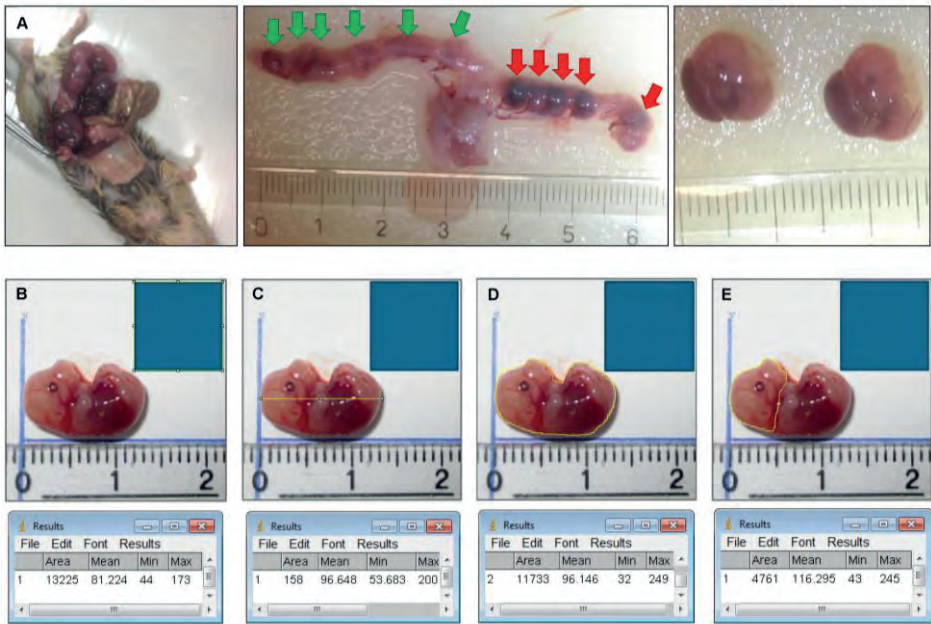 A
0 1 2 3 4 5 6
B
C
D
E
0 1 2
0 1 2
0 1 2
0 1 2
Results
File Edit Font Results
Area Mean Min Max
1 13225 81.224 44 173
Results
File Edit Font Results
Area Mean Min Max
1 158 96.648 53.683 200
Results
File Edit Font Results
Area Mean Min Max
2 11733 96.146 32 249
Results
File Edit Font Results
Area Mean Min Max
1 4761 116.295 43 245